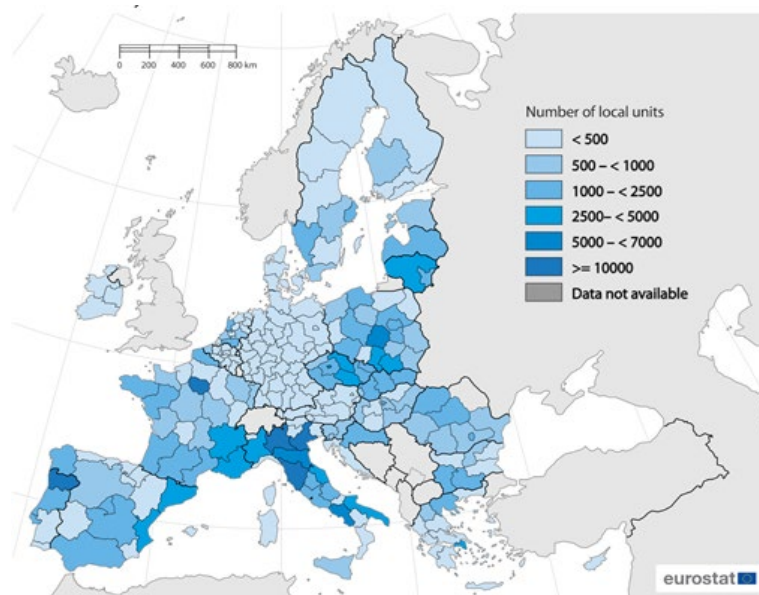 0 200 400 600 800 km
Number of local units
< 500
500 – < 1000
1000 – < 2500
2500– < 5000
5000 – < 7000
>= 10000
Data not available
eurostat